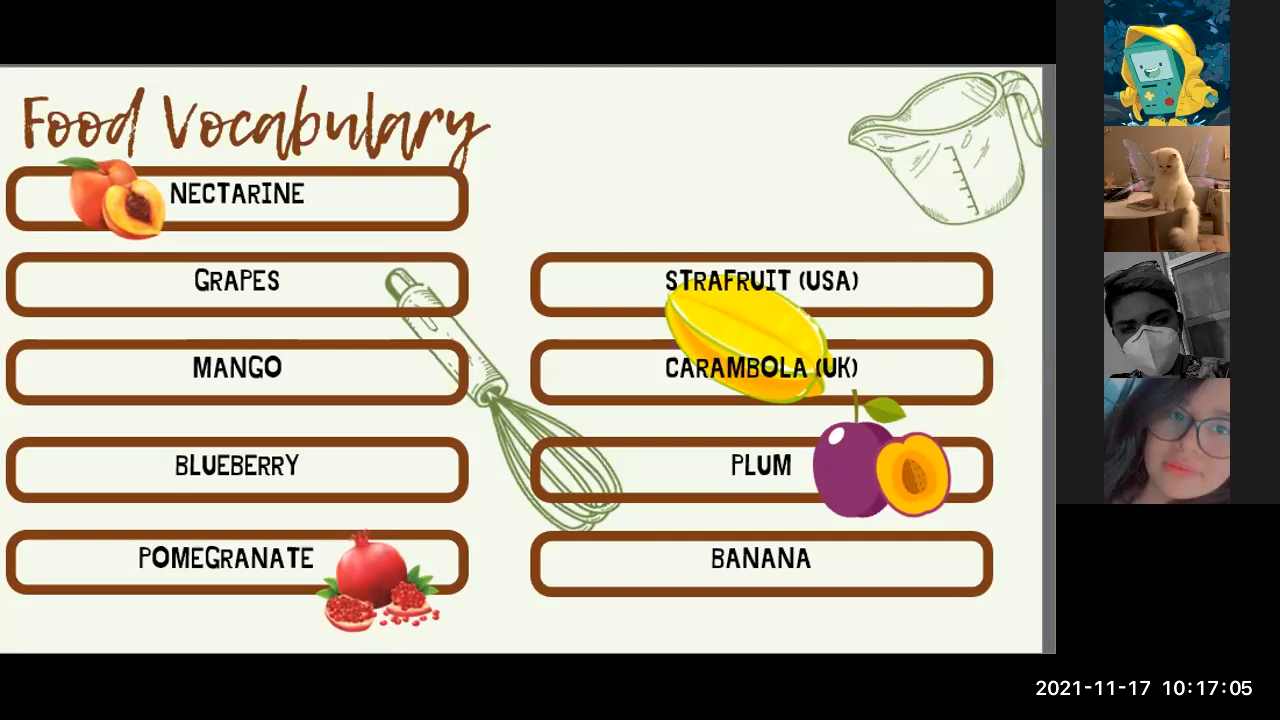 Food Vocabulary
NECTARINE
GRAPES
MANGO
BLUEBERRY
POMEGRANATE
STRAFRUIT (USA)
CARAMBOLA (UK)
PLUM
BANANA
2021-11-17 10:17:05